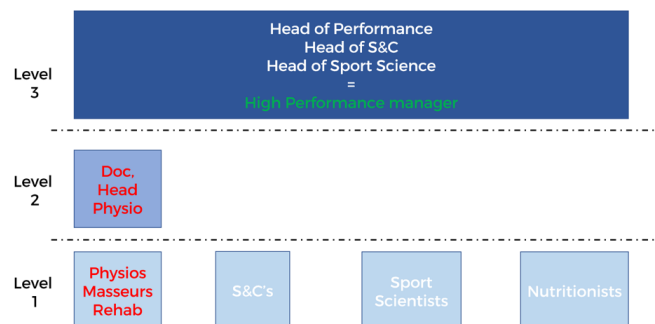 Level
3
Head of Performance
Head of S&C
Head of Sport Science
=
High Performance manager
Level
2
Doc,
Head
Physio
Level
1
Physios
Masseurs
Rehab
S&C's
Sport
Scientists
Nutritionists